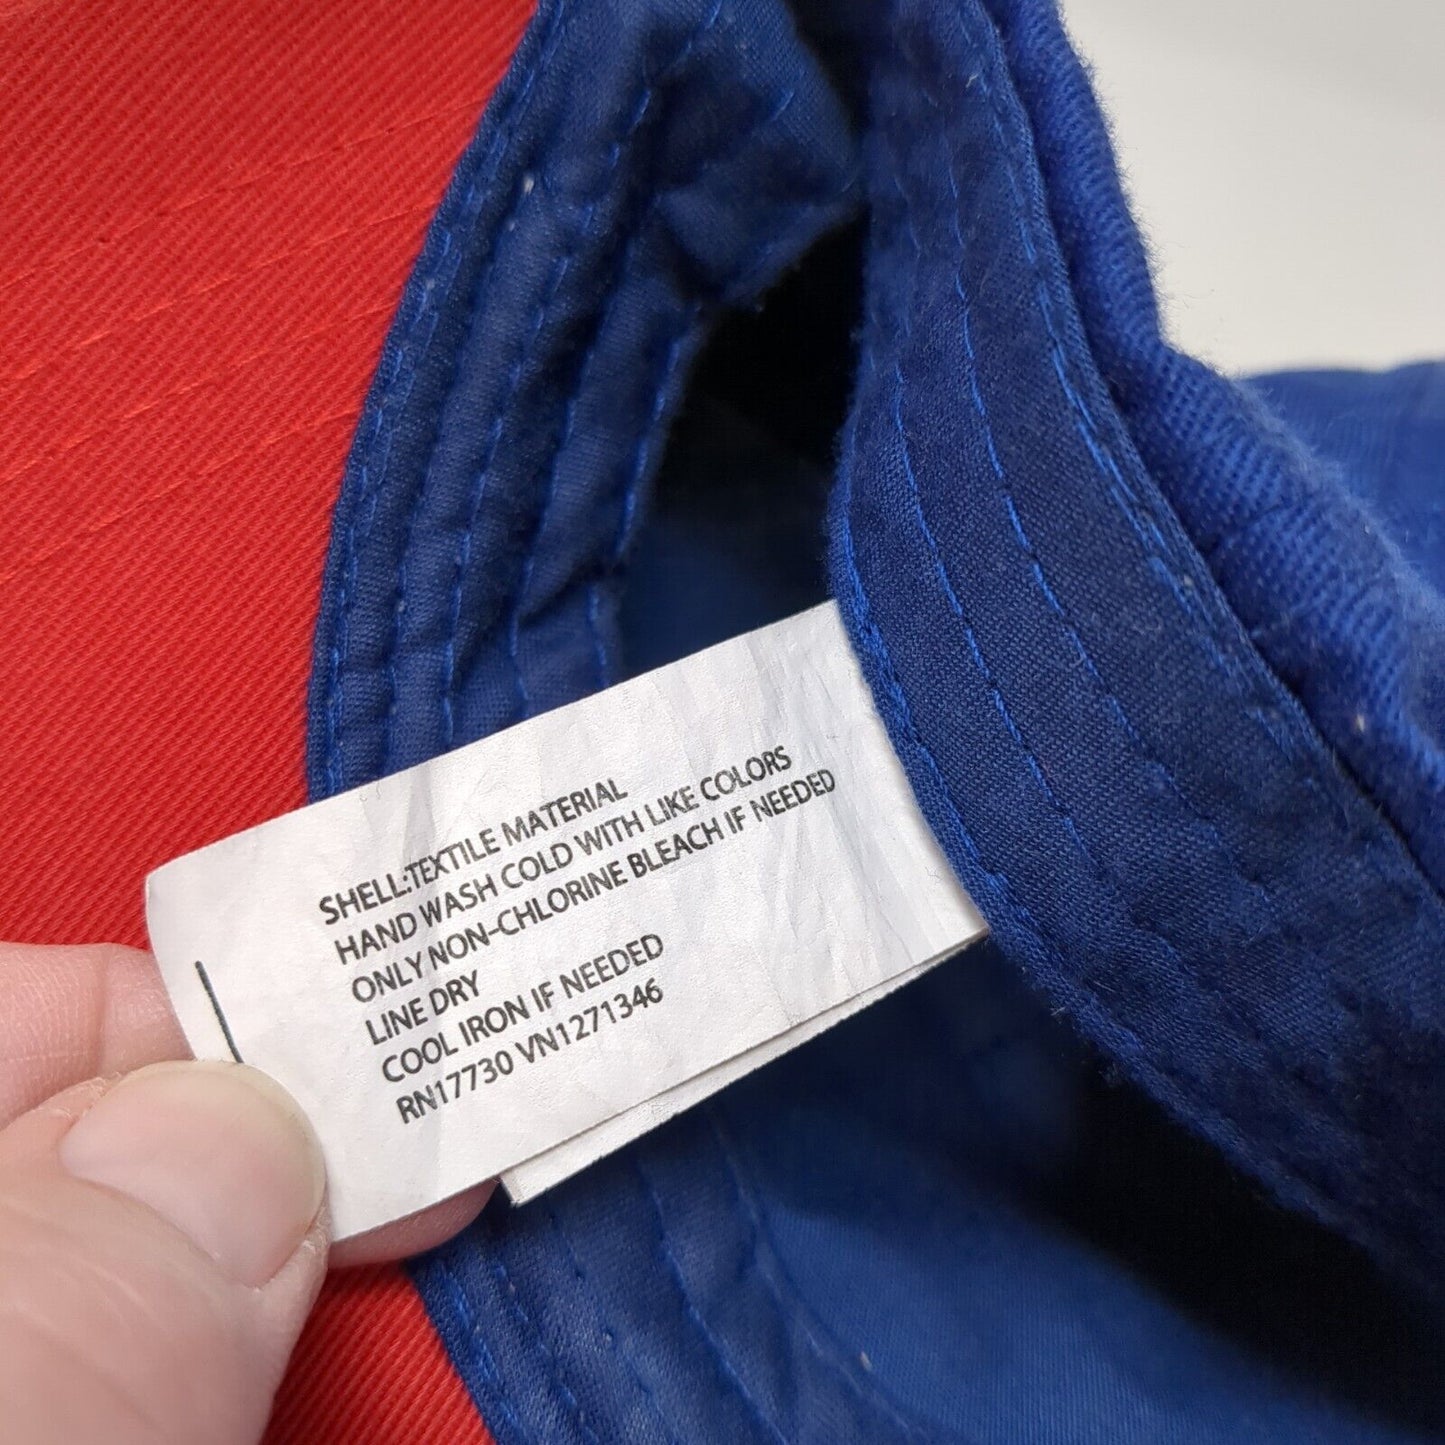 SHELL:TEXTILE MATERIAL
HAND WASH COLD WITH LIKE COLORS
ONLY NON-CHLORINE BLEACH IF NEEDED
LINE DRY
COOL IRON IF NEEDED
RN17730 VN1271346